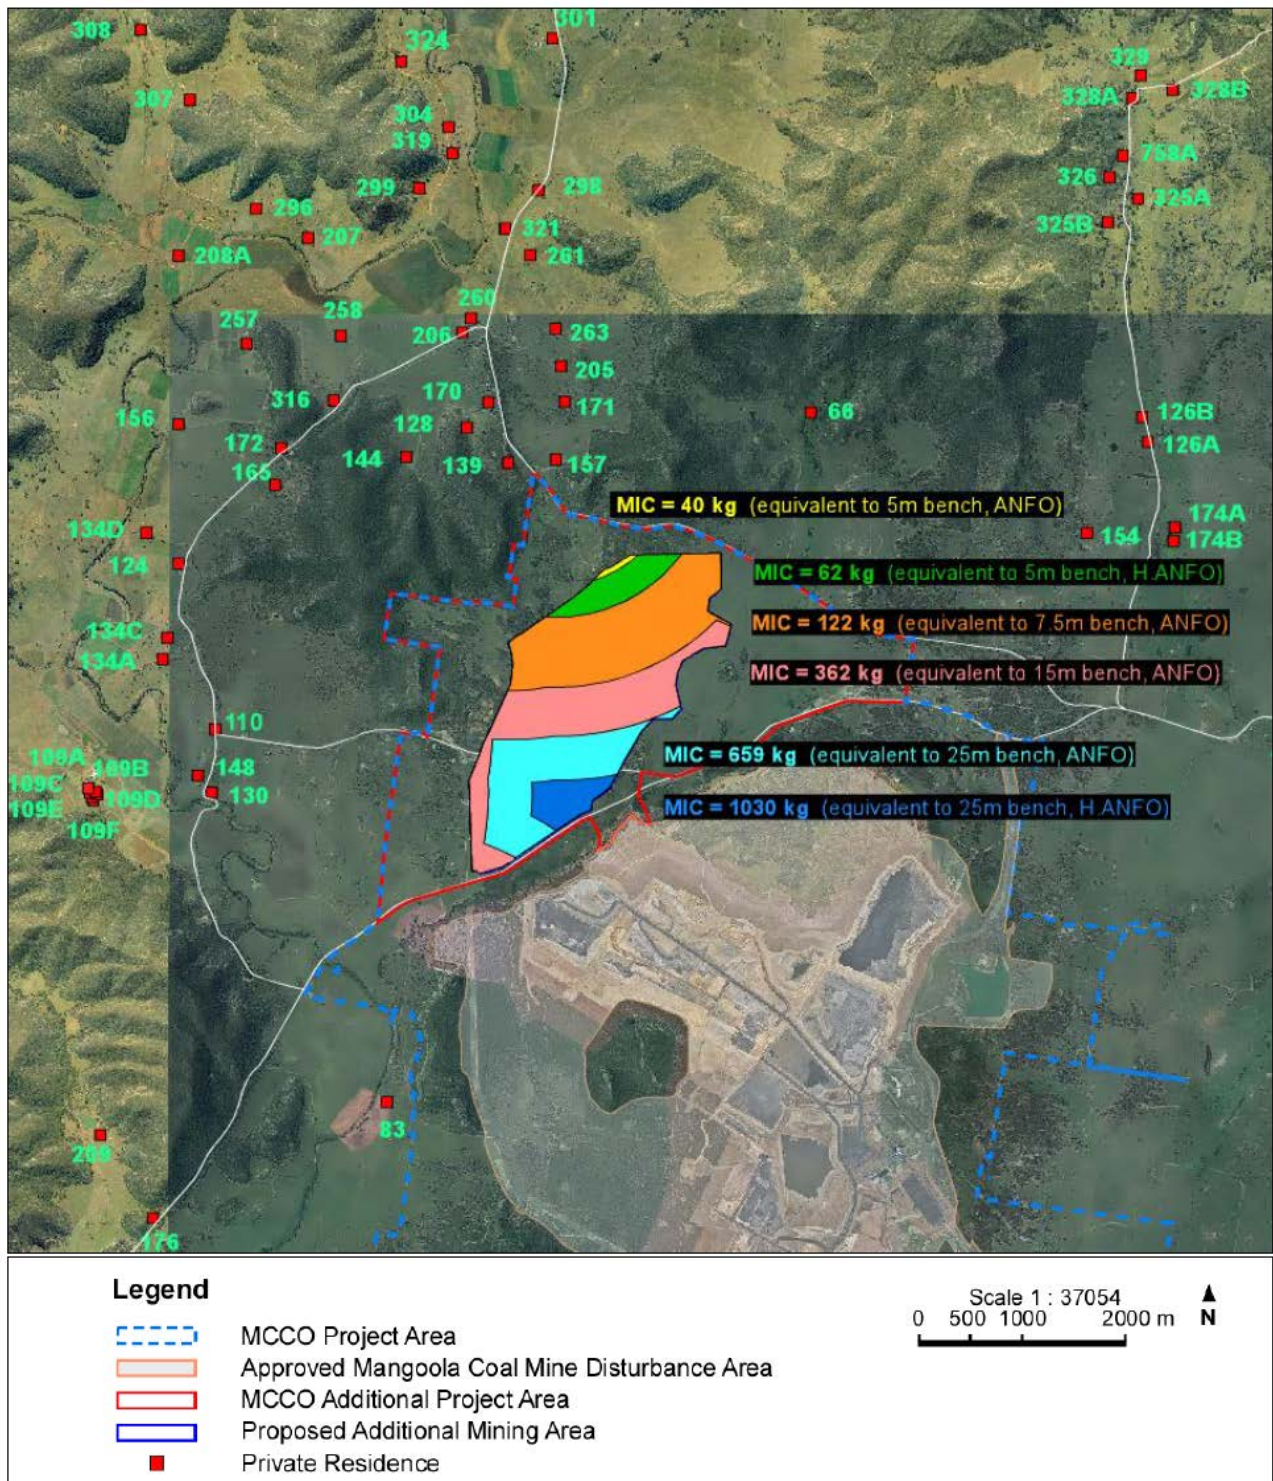 308
301
324
329
307
328A
328B
304
319
758A
299
298
326
296
325A
207
321
325B
208A
261
260
257
258
206
263
205
170
316
171
66
156
128
126B
172
144
139
157
126A
165
MIC = 40 kg (equivalent to 5m bench, ANFO)
134D
154
174A
174B
124
MIC = 62 kg (equivalent to 5m bench, H.ANFO)
134C
MIC = 122 kg (equivalent to 7.5m bench, ANFO)
134A
MIC = 362 kg (equivalent to 15m bench, ANFO)
110
109A
109B
148
MIC = 659 kg (equivalent to 25m bench, ANFO)
109C
109D
130
109E
MIC = 1030 kg (equivalent to 25m bench, H.ANFO)
109F
83
209
176
Legend
MCCO Project Area
Approved Mangoola Coal Mine Disturbance Area
MCCO Additional Project Area
Proposed Additional Mining Area
Private Residence
Scale 1 : 37054
0 500 1000 2000 m
N